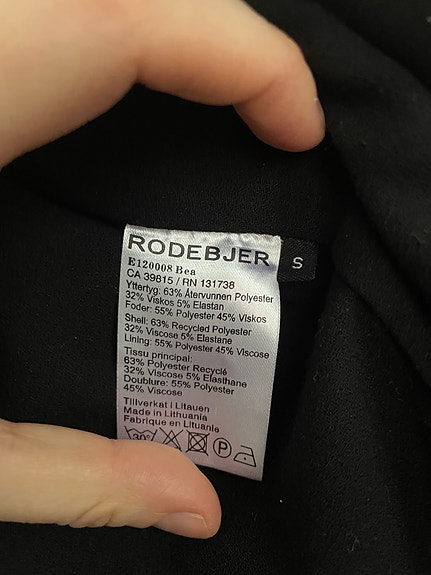 RODEBJER
S
E120008 Bea
CA 39815 / RN 131738
Yttertyg: 63% Återvunnen Polyester
32% Viskos 5% Elastan
Foder: 55% Polyester 45% Viskos
Shell: 63% Recycled Polyester
32% Viscose 5% Elastane
Lining: 55% Polyester 45% Viscose
Tissu principal:
63% Polyester Recyclé
32% Viscose 5% Elasthane
Doublure: 55% Polyester
45% Viscose
Tillverkat i Litauen
Made in Lithuania
Fabrique en Lituanie
30° P